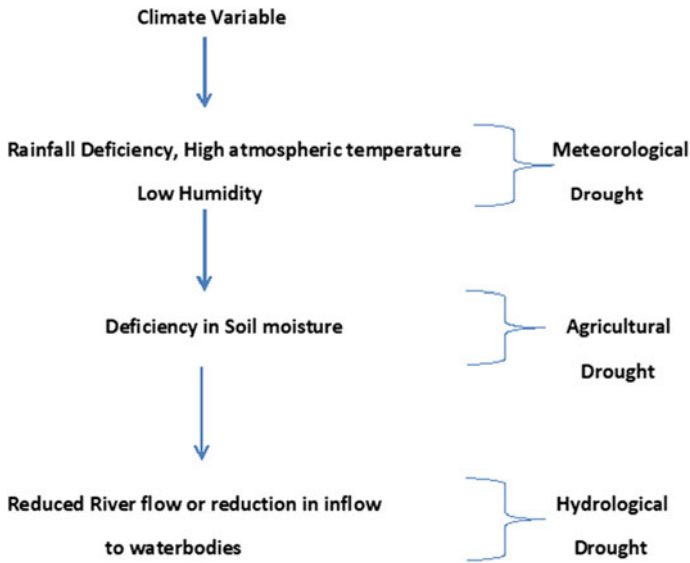 Climate Variable
Rainfall Deficiency, High atmospheric temperature
Low Humidity
Meteorological
Drought
Deficiency in Soil moisture
Agricultural
Drought
Reduced River flow or reduction in inflow
to waterbodies
Hydrological
Drought